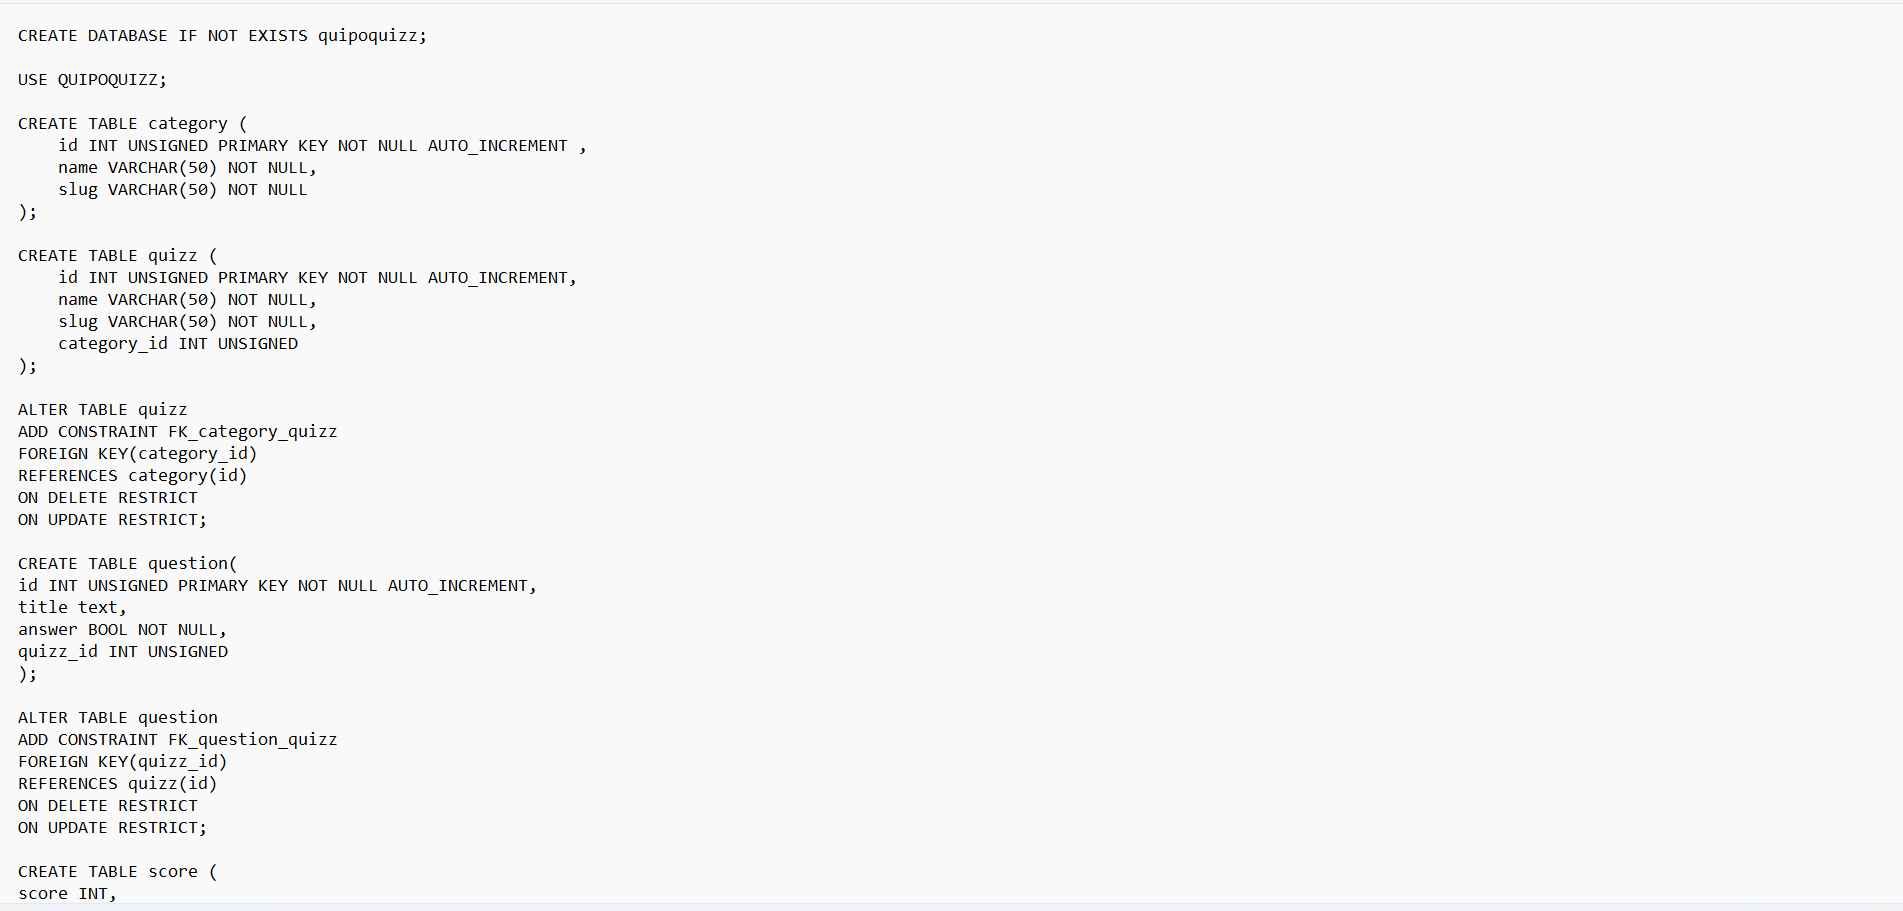 CREATE DATABASE IF NOT EXISTS quipoquizz;
USE QUIPOQUIZZ;
CREATE TABLE category (
id INT UNSIGNED PRIMARY KEY NOT NULL AUTO_INCREMENT ,
name VARCHAR(50) NOT NULL,
slug VARCHAR(50) NOT NULL
);
CREATE TABLE quizz (
id INT UNSIGNED PRIMARY KEY NOT NULL AUTO_INCREMENT,
name VARCHAR(50) NOT NULL,
slug VARCHAR(50) NOT NULL,
category_id INT UNSIGNED
);
ALTER TABLE quizz
ADD CONSTRAINT FK_category_quizz
FOREIGN KEY(category_id)
REFERENCES category(id)
ON DELETE RESTRICT
ON UPDATE RESTRICT;
CREATE TABLE question(
id INT UNSIGNED PRIMARY KEY NOT NULL AUTO_INCREMENT,
title text,
answer BOOL NOT NULL,
quizz_id INT UNSIGNED
);
ALTER TABLE question
ADD CONSTRAINT FK_question_quizz
FOREIGN KEY(quizz_id)
REFERENCES quizz(id)
ON DELETE RESTRICT
ON UPDATE RESTRICT;
CREATE TABLE score (
score INT,